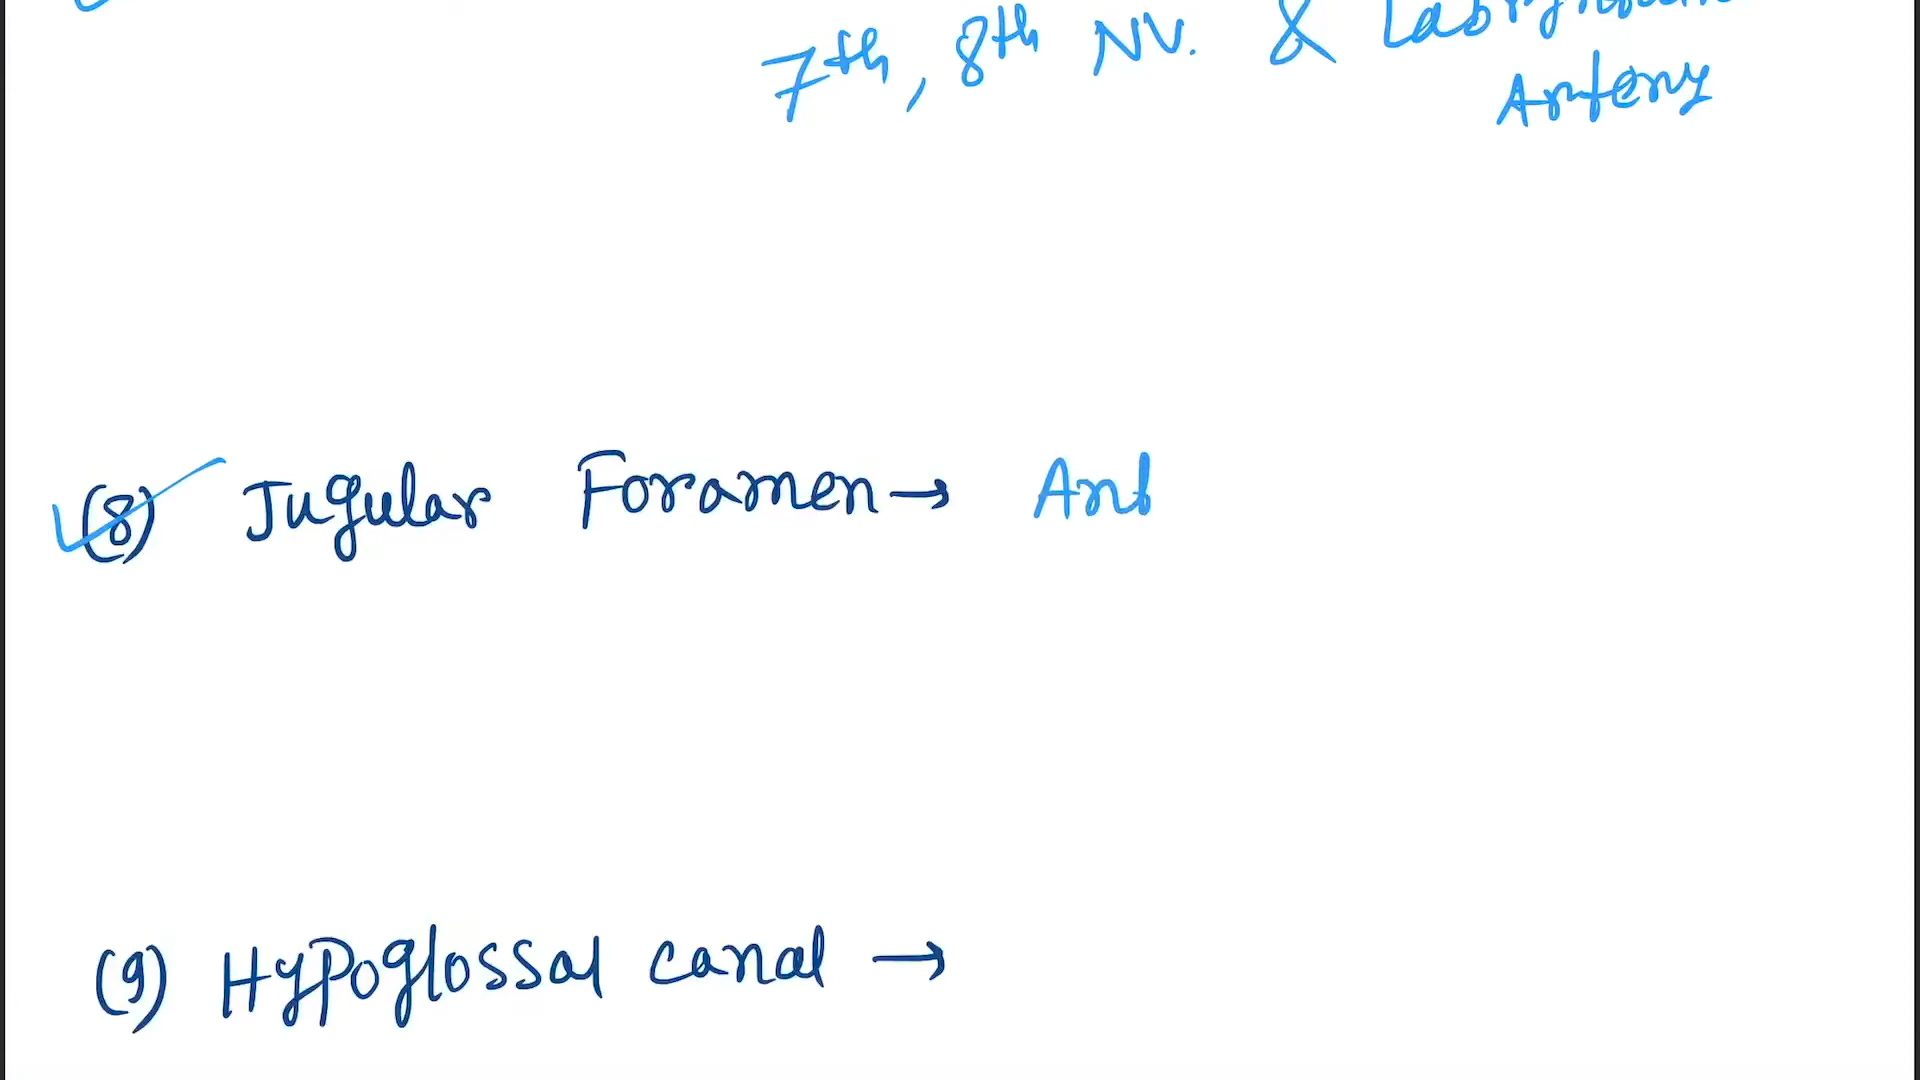 7th, 8th NV. &
Artery
(8) Jugular Foramen → Ant
(9) Hypoglossal canal →